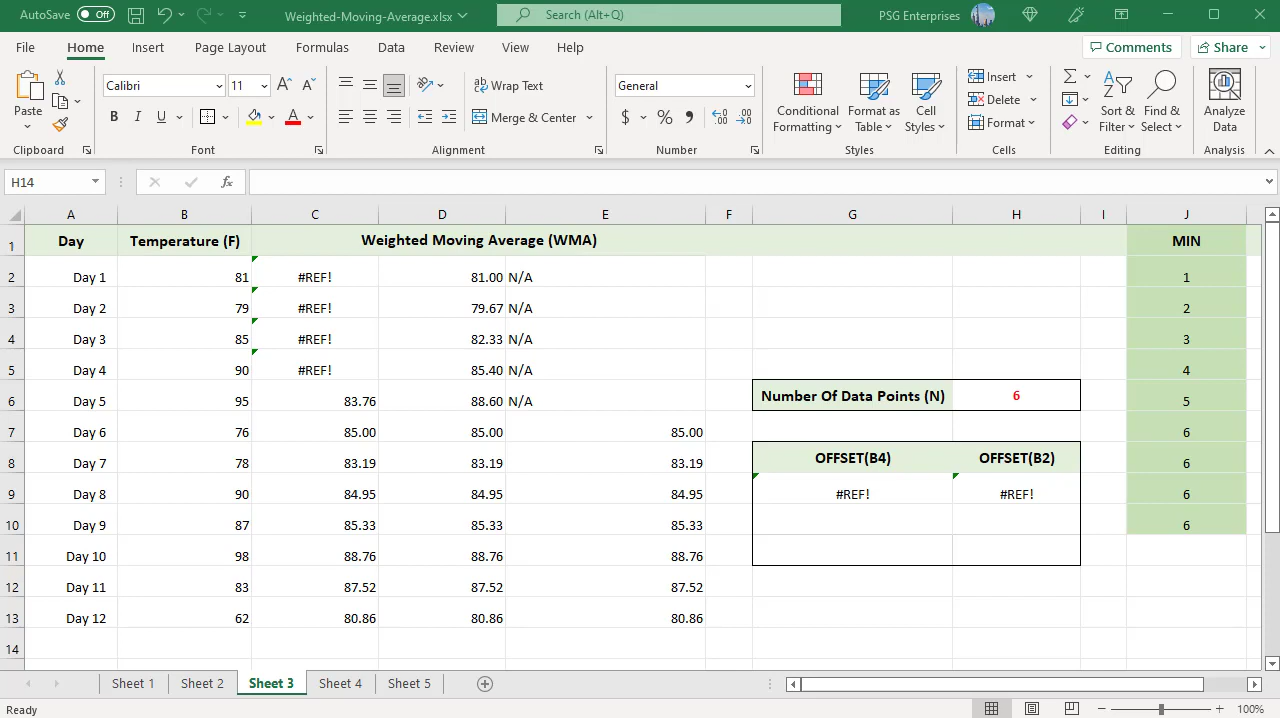 AutoSave Off Weighted-Moving-Average.xlsx Search (Alt+Q) PSG Enterprises
File Home Insert Page Layout Formulas Data Review View Help Comments Share
Calibri 11 Wrap Text General Insert
Paste B I U A Merge & Center $ % 9 Conditional Formatting Format as Table Cell Styles Delete Sort & Filter Find & Select Analyze Data
Format
Clipboard Font Alignment Number Styles Cells Editing Analysis
H14 fx
A B C D E F G H I J
1 Day Temperature (F) Weighted Moving Average (WMA) MIN
2 Day 1 81 #REF! 81.00 N/A 1
3 Day 2 79 #REF! 79.67 N/A 2
4 Day 3 85 #REF! 82.33 N/A 3
5 Day 4 90 #REF! 85.40 N/A 4
6 Day 5 95 83.76 88.60 N/A Number Of Data Points (N) 6 5
7 Day 6 76 85.00 85.00 85.00 6
8 Day 7 78 83.19 83.19 83.19 OFFSET(B4) OFFSET(B2) 6
9 Day 8 90 84.95 84.95 84.95 #REF! #REF! 6
10 Day 9 87 85.33 85.33 85.33 6
11 Day 10 98 88.76 88.76 88.76
12 Day 11 83 87.52 87.52 87.52
13 Day 12 62 80.86 80.86 80.86
14
Sheet 1 Sheet 2 Sheet 3 Sheet 4 Sheet 5
Ready 100%